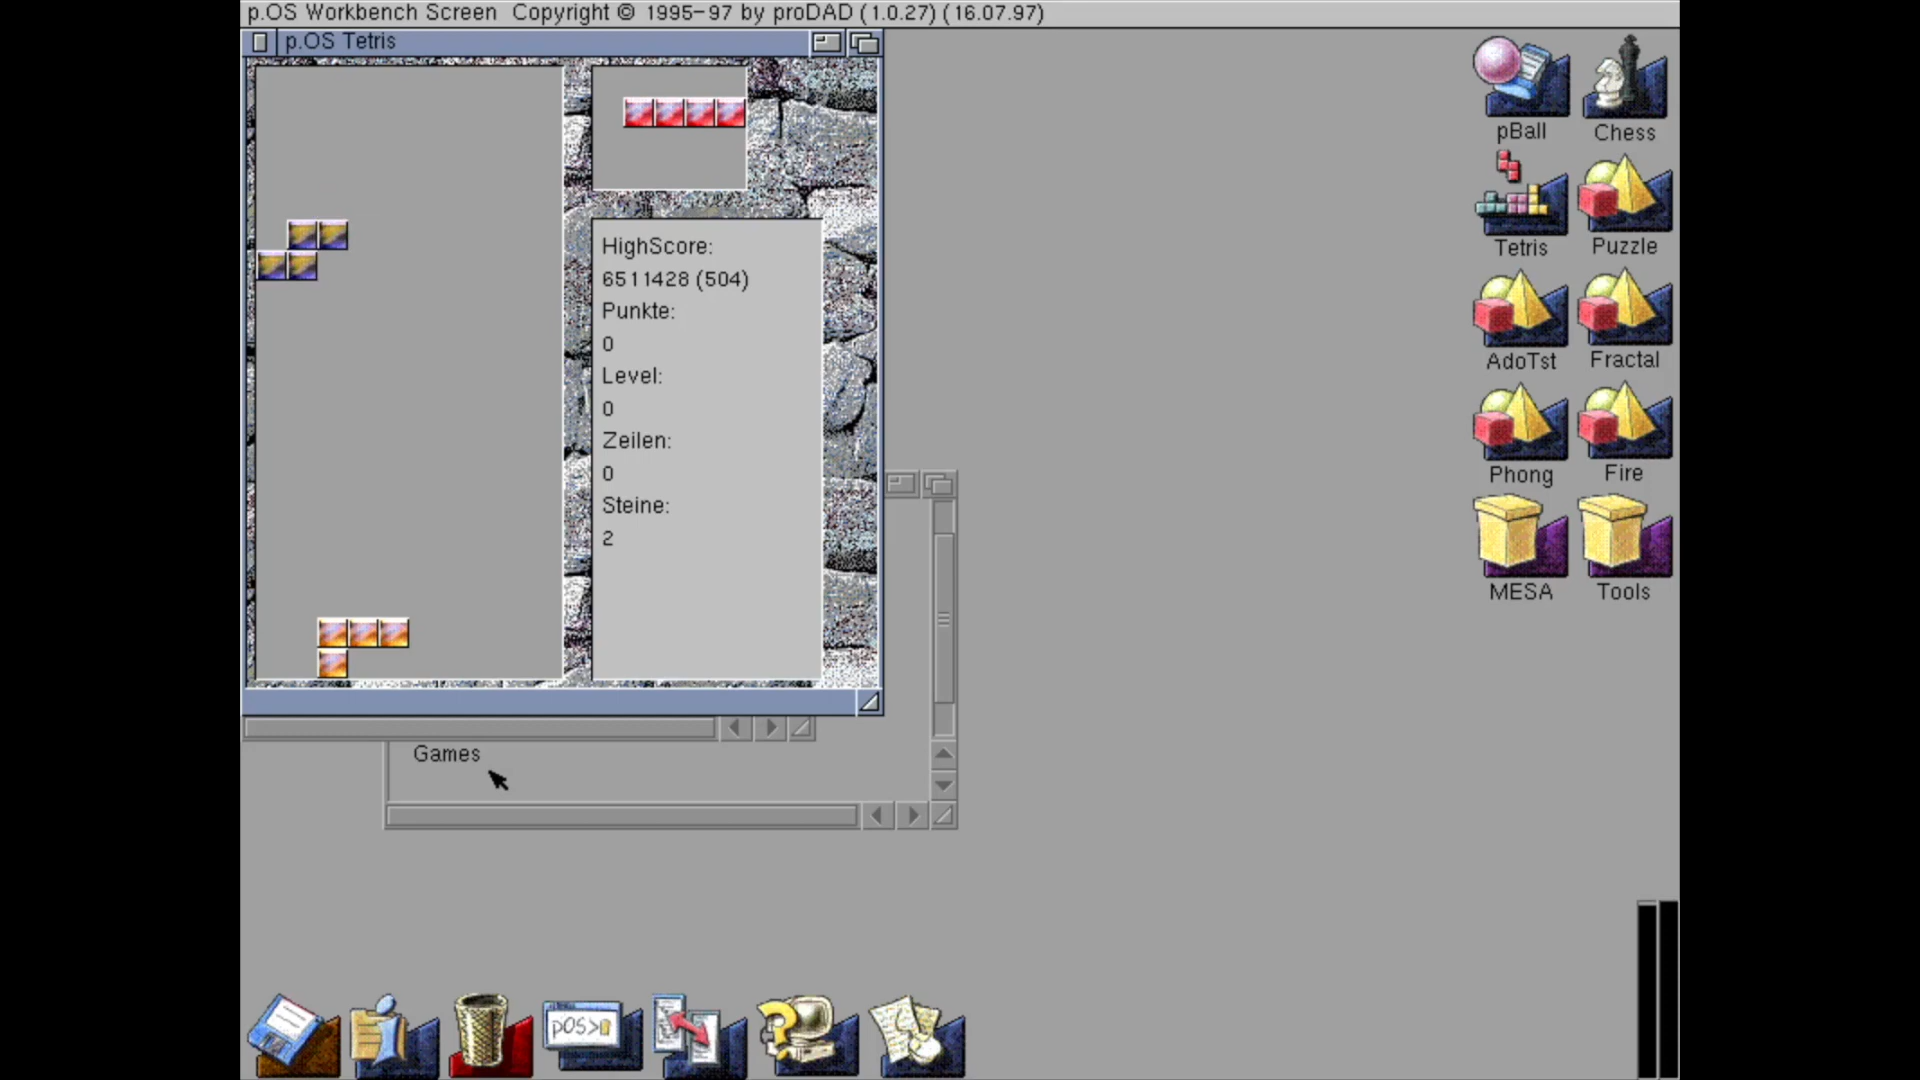 p.OS Workbench Screen  Copyright © 1995-97 by proDAD (1.0.27) (16.07.97)
p.OS Tetris
HighScore:
6511428 (504)
Punkte:
0
Level:
0
Zeilen:
0
Steine:
2
Games
pBall
Chess
Tetris
Puzzle
AdoTst
Fractal
Phong
Fire
MESA
Tools
pOS>
?